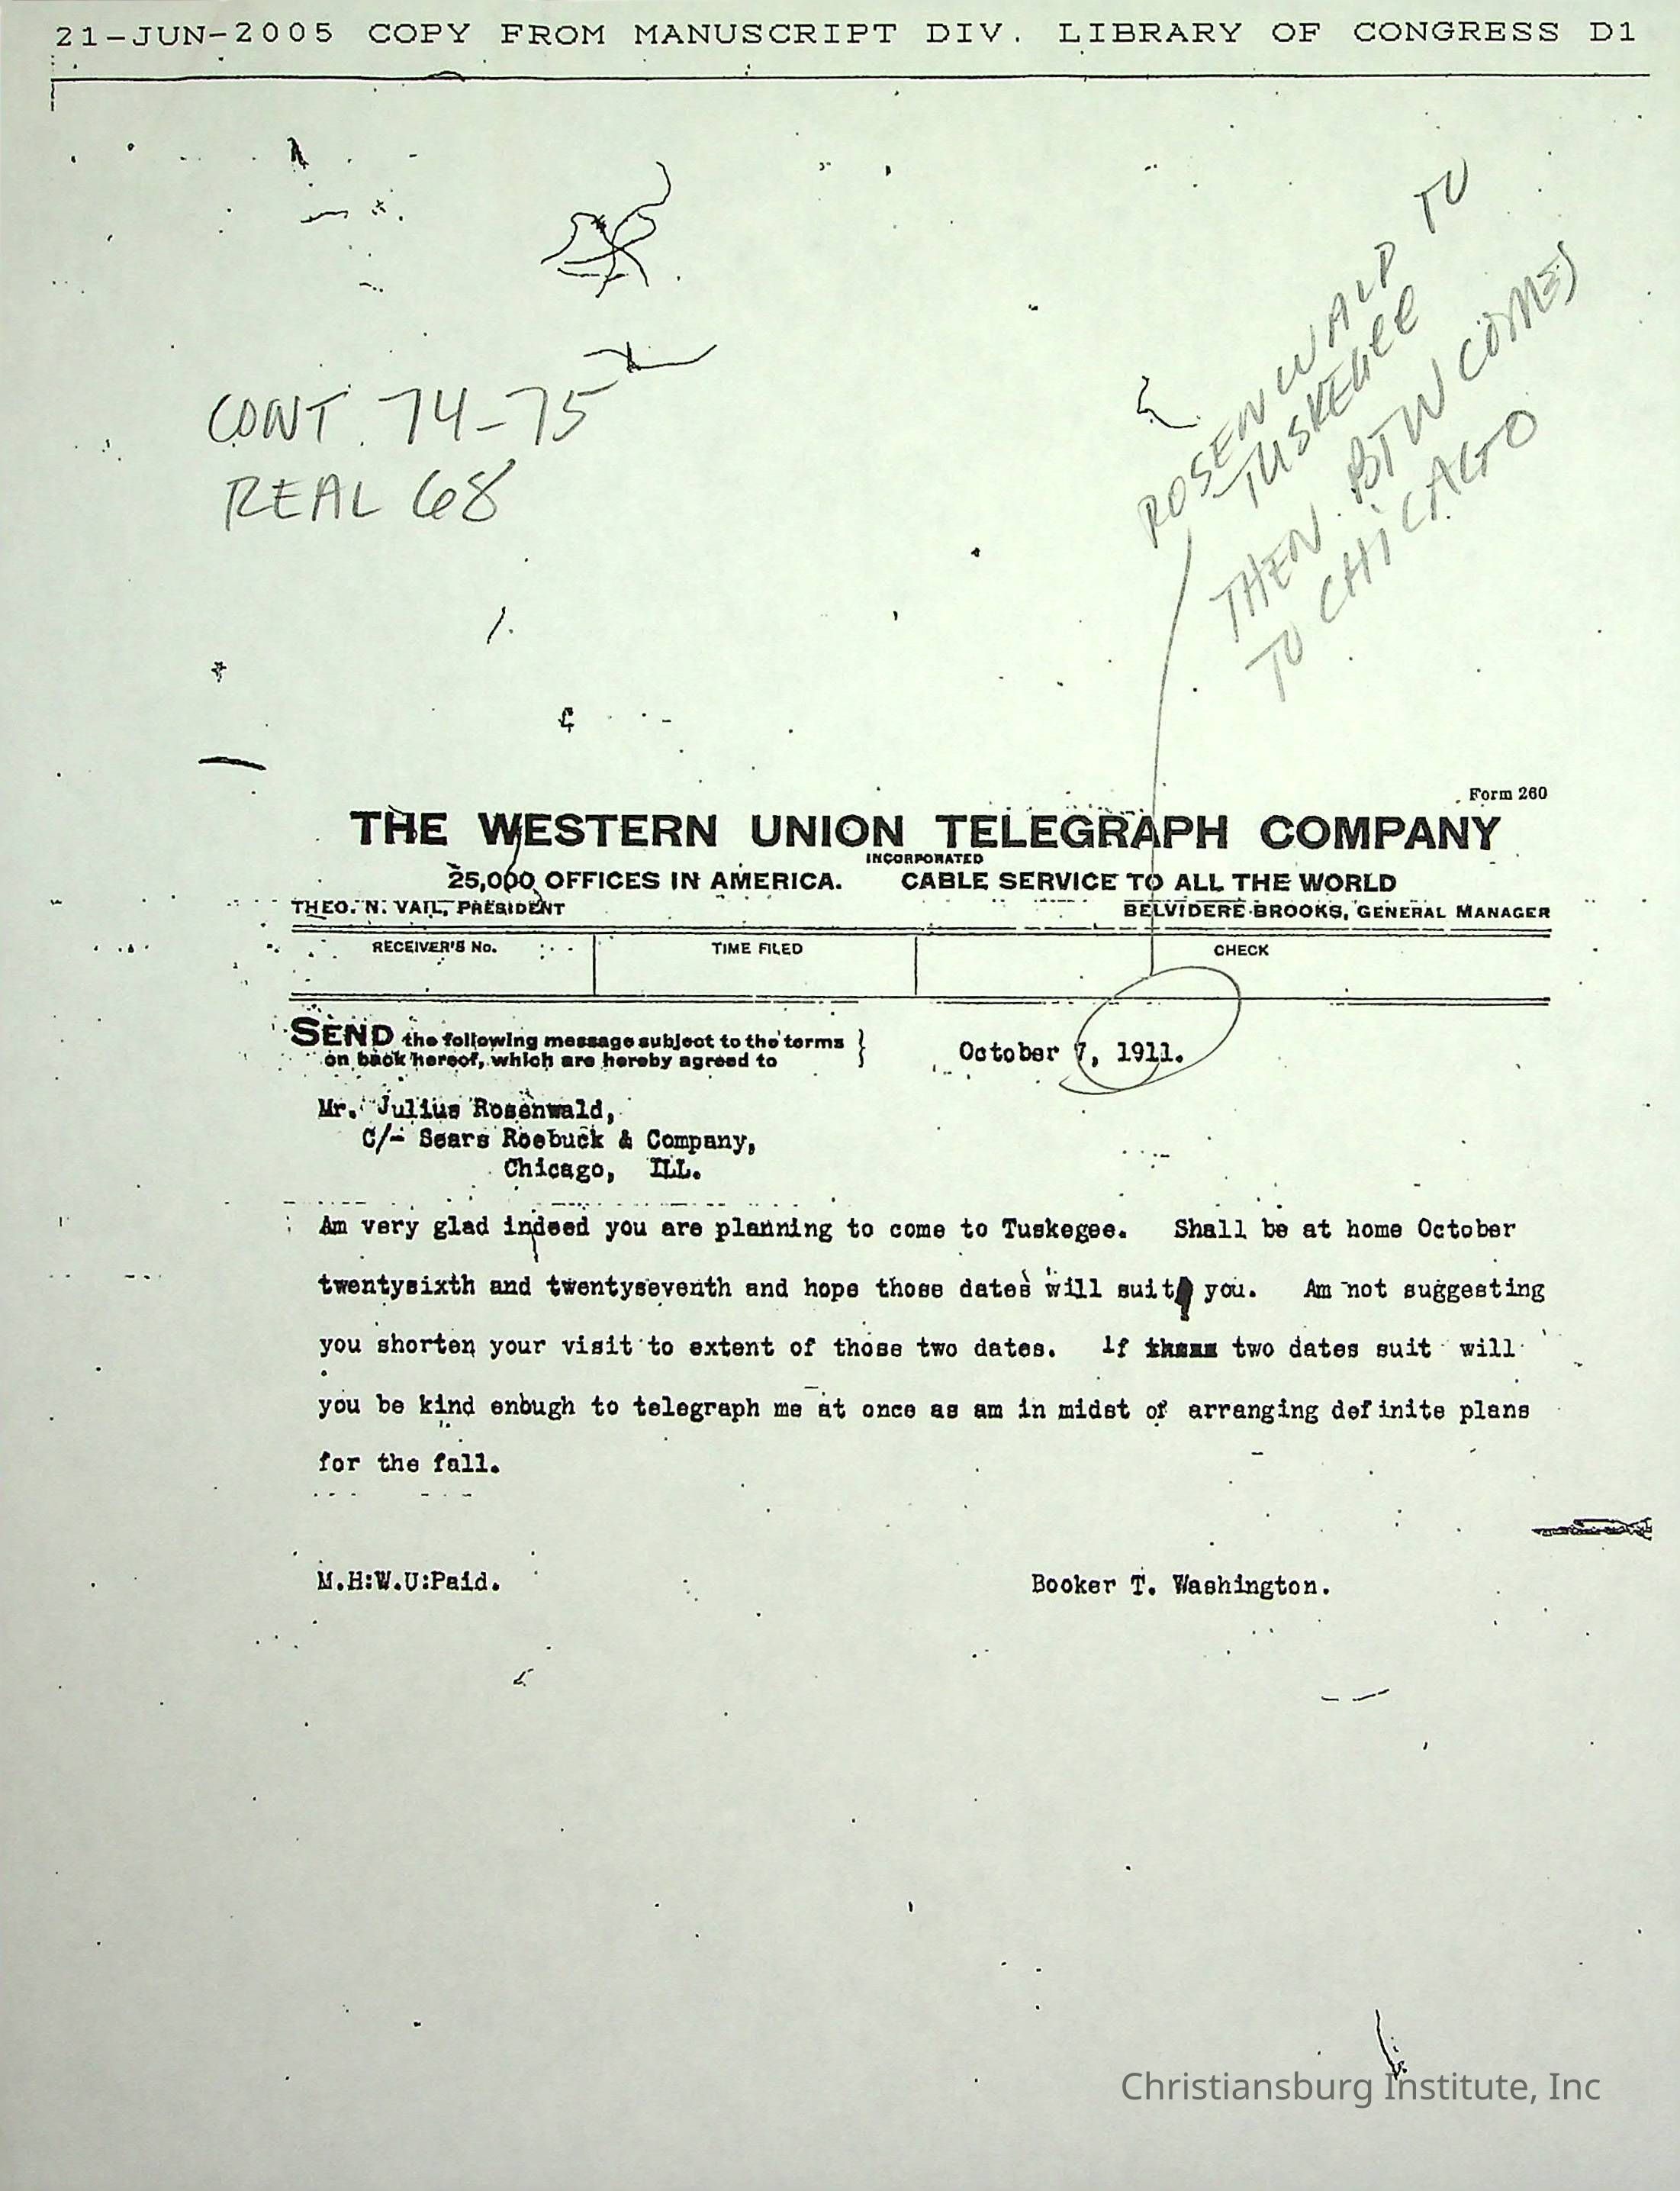 21-JUN-2005 COPY FROM MANUSCRIPT DIV. LIBRARY OF CONGRESS D1
CONT. 74-75
REAL 68
ROSENWALD TO
TUSKEGEE
THEN BTW COMES
TO CHICAGO
Form 260
THE WESTERN UNION TELEGRAPH COMPANY
INCORPORATED
25,000 OFFICES IN AMERICA. CABLE SERVICE TO ALL THE WORLD
THEO. N. VAIL, PRESIDENT BELVIDERE BROOKS, GENERAL MANAGER
RECEIVER'S No. TIME FILED CHECK
SEND the following message subject to the terms
on back hereof, which are hereby agreed to } October 7, 1911.
Mr. Julius Rosenwald,
C/- Sears Roebuck & Company,
Chicago, ILL.
Am very glad indeed you are planning to come to Tuskegee. Shall be at home October
twentysixth and twentyseventh and hope those dates will suit you. Am not suggesting
you shorten your visit to extent of those two dates. If two dates suit will
you be kind enough to telegraph me at once as am in midst of arranging definite plans
for the fall.
M.H:W.U:Paid. Booker T. Washington.
Christiansburg Institute, Inc